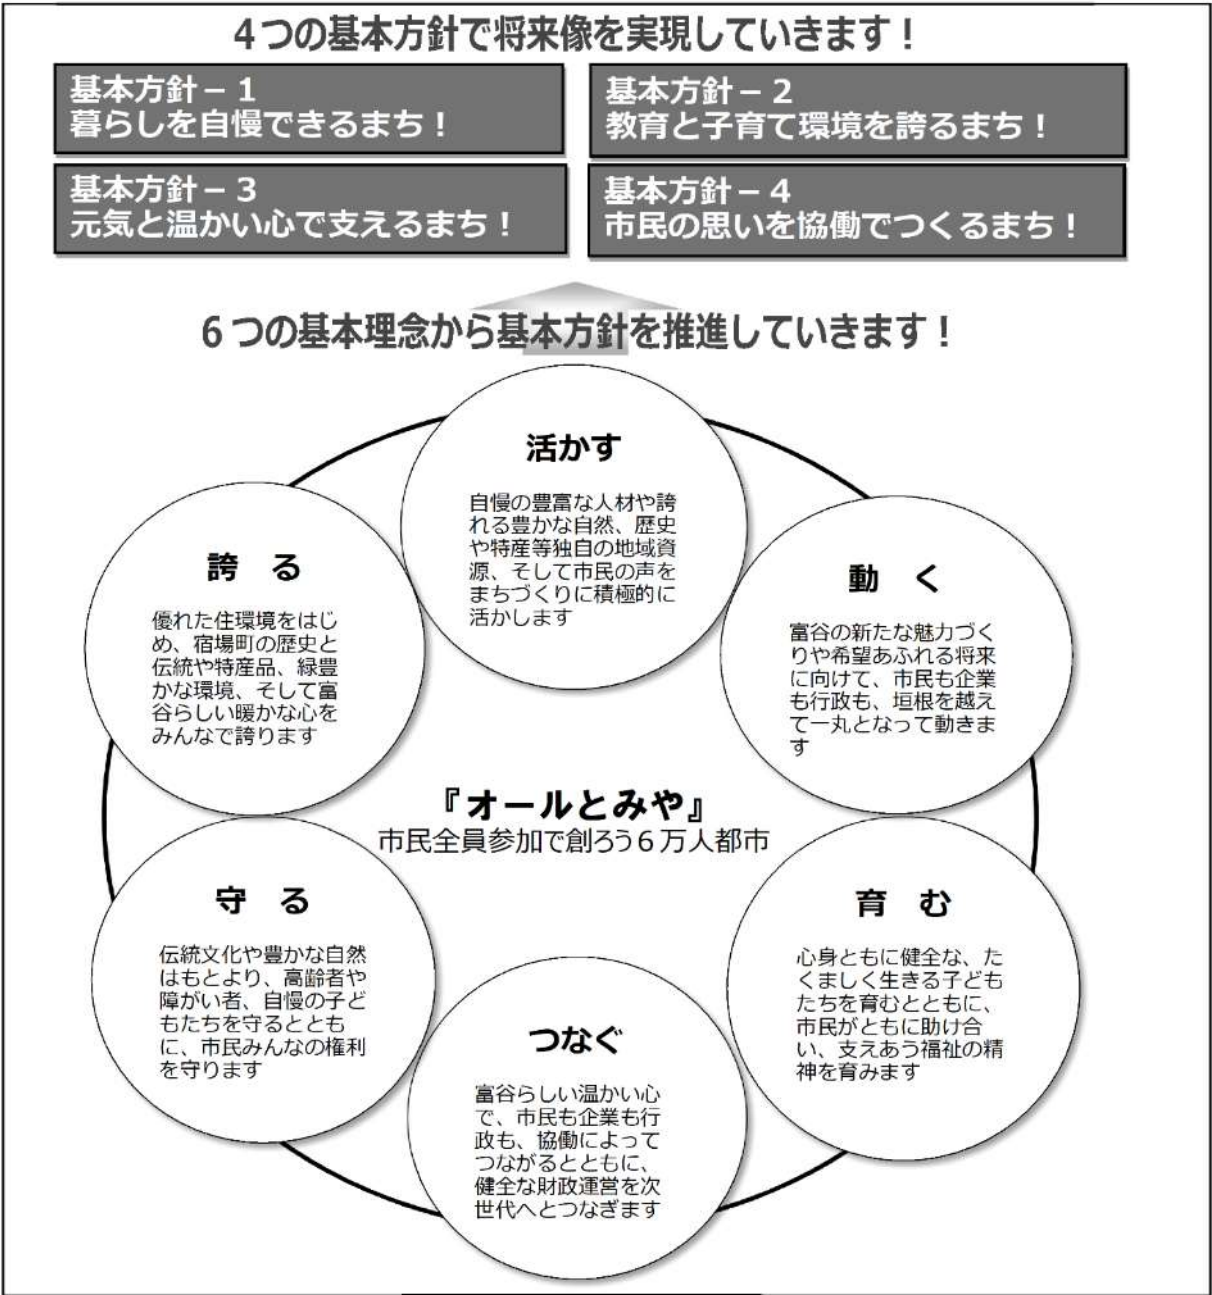 4つの基本方針で将来像を実現していきます！
基本方針－1
暮らしを自慢できるまち！
基本方針－2
教育と子育て環境を誇るまち！
基本方針－3
元気と温かい心で支えるまち！
基本方針－4
市民の思いを協働でつくるまち！
6つの基本理念から基本方針を推進していきます！
活かす
自慢の豊富な人材や誇
れる豊かな自然、歴史
や特産等独自の地域資
源、そして市民の声を
まちづくりに積極的に
活かします
誇　る
優れた住環境をはじ
め、宿場町の歴史と
伝統や特産品、緑豊
かな環境、そして富
谷らしい暖かな心を
みんなで誇ります
動　く
富谷の新たな魅力づく
りや希望あふれる将来
に向けて、市民も企業
も行政も、垣根を越え
て一丸となって動きま
す
『オールとみや』
市民全員参加で創ろう6万人都市
守　る
伝統文化や豊かな自然
はもとより、高齢者や
障がい者、自慢の子ど
もたちを守るととも
に、市民みんなの権利
を守ります
育　む
心身ともに健全な、た
くましく生きる子ども
たちを育むとともに、
市民がともに助け合
い、支えあう福祉の精
神を育みます
つなぐ
富谷らしい温かい心
で、市民も企業も行
政も、協働によって
つながるとともに、
健全な財政運営を次
世代へとつなぎます